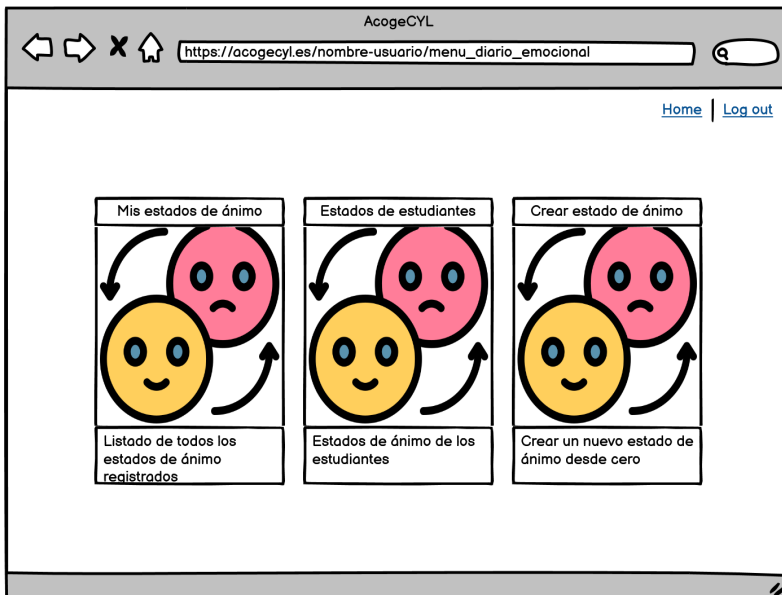 AcogeCYL
https://acogecyl.es/nombre-usuario/menu_diario_emocional
Home Log out
Mis estados de ánimo
Estados de estudiantes
Crear estado de ánimo
Listado de todos los
estados de ánimo
registrados
Estados de ánimo de los
estudiantes
Crear un nuevo estado de
ánimo desde cero